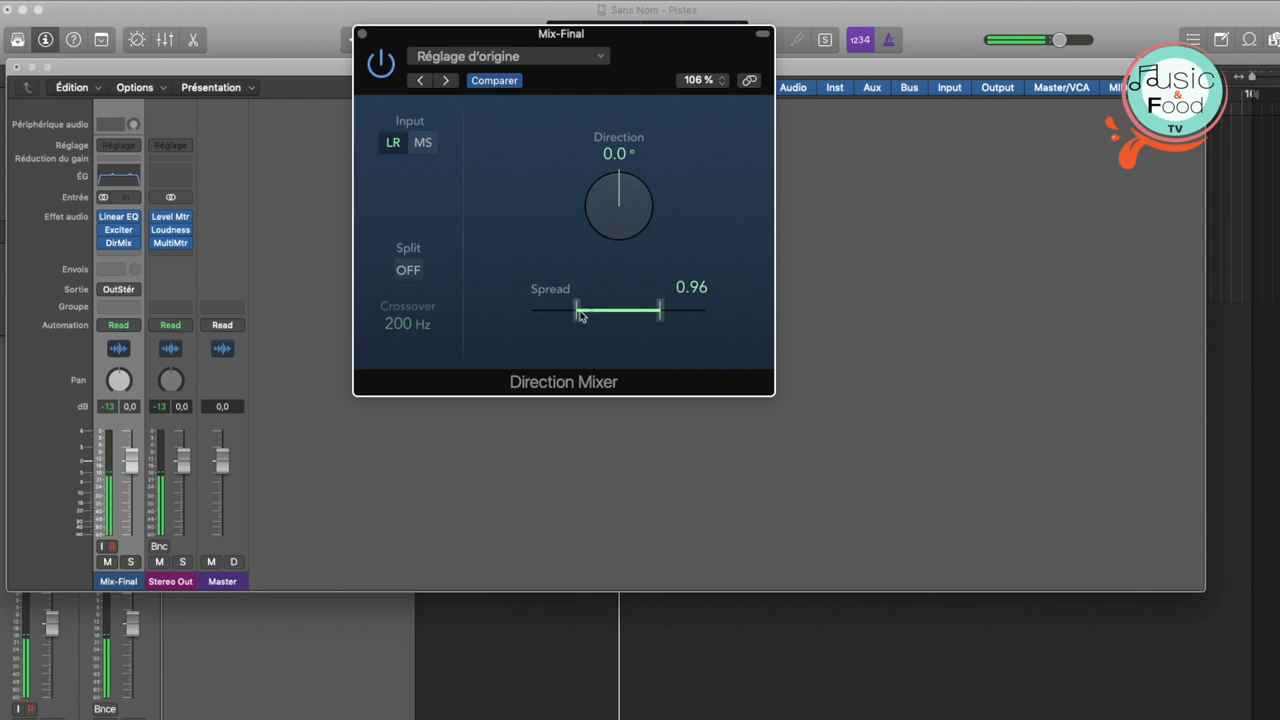 Sans Nom - Pistes
Mix-Final
Réglage d'origine
Comparer
106 %
1234
Édition
Options
Présentation
Audio
Inst
Aux
Bus
Input
Output
Master/VCA
Music
& Food
TV
Input
LR MS
Direction
0.0 °
Split
OFF
Crossover
200 Hz
Spread
0.96
Direction Mixer
Périphérique audio
Réglage Réglage Réglage
Réduction du gain
ÉG
Entrée In
Effet audio Linear EQ Level Mtr
Exciter Loudness
DirMix MultiMtr
Envois
Sortie OutStér
Groupe
Automation Read Read Read
Pan
dB -13 0,0 -13 0,0 0,0
I R Bnc
M S M S M D
Mix-Final Stereo Out Master
I R Bnce